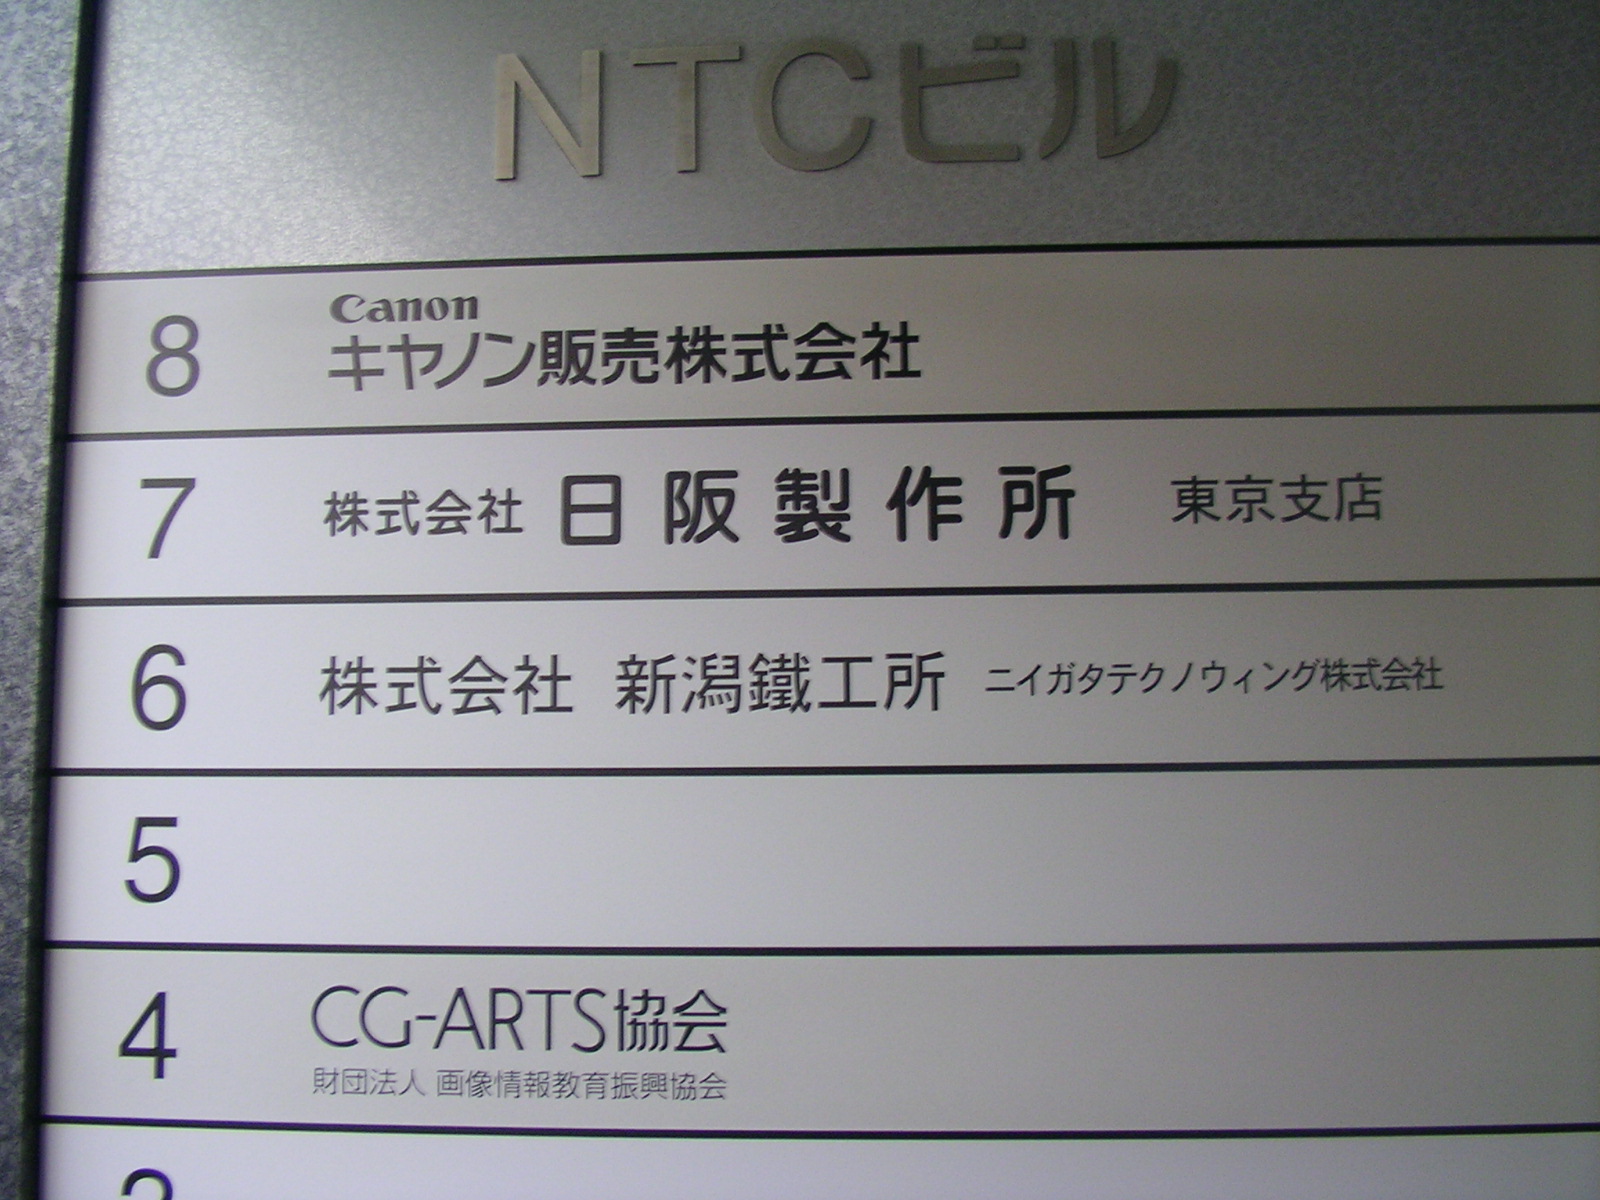 NTCビル
Canon
8 キヤノン販売株式会社
7 株式会社 日阪製作所 東京支店
6 株式会社 新潟鐵工所 ニイガタテクノウィング株式会社
5
4 CG-ARTS協会
財団法人 画像情報教育振興協会